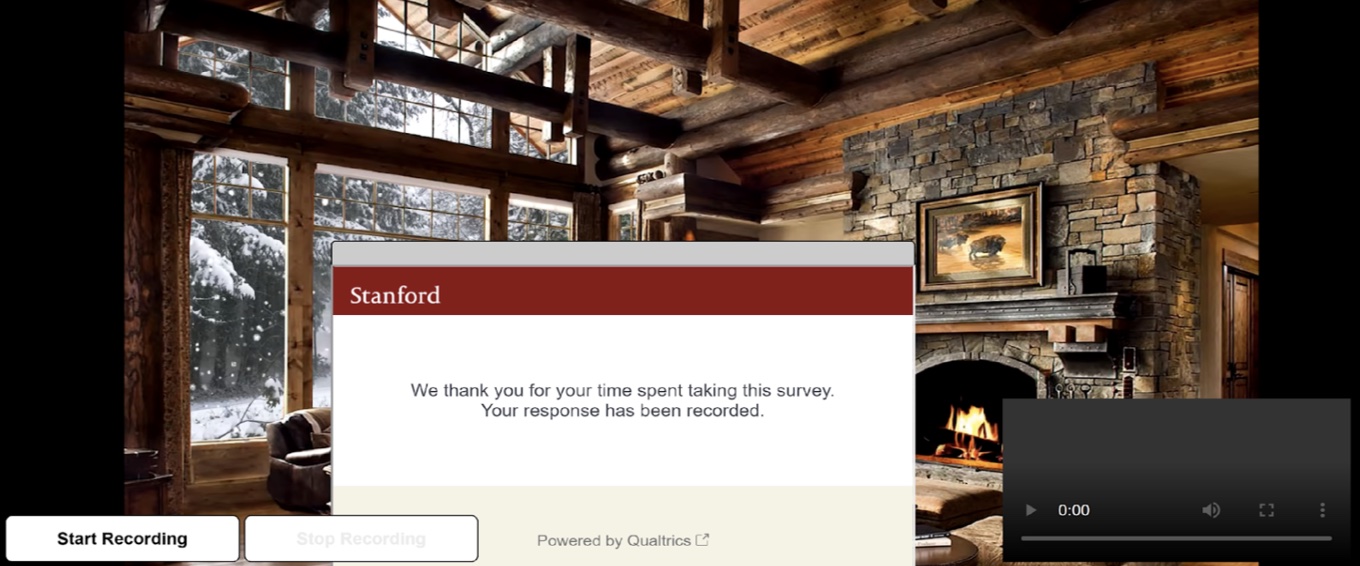 Stanford
We thank you for your time spent taking this survey.
Your response has been recorded.
Start Recording
Stop Recording
Powered by Qualtrics
0:00